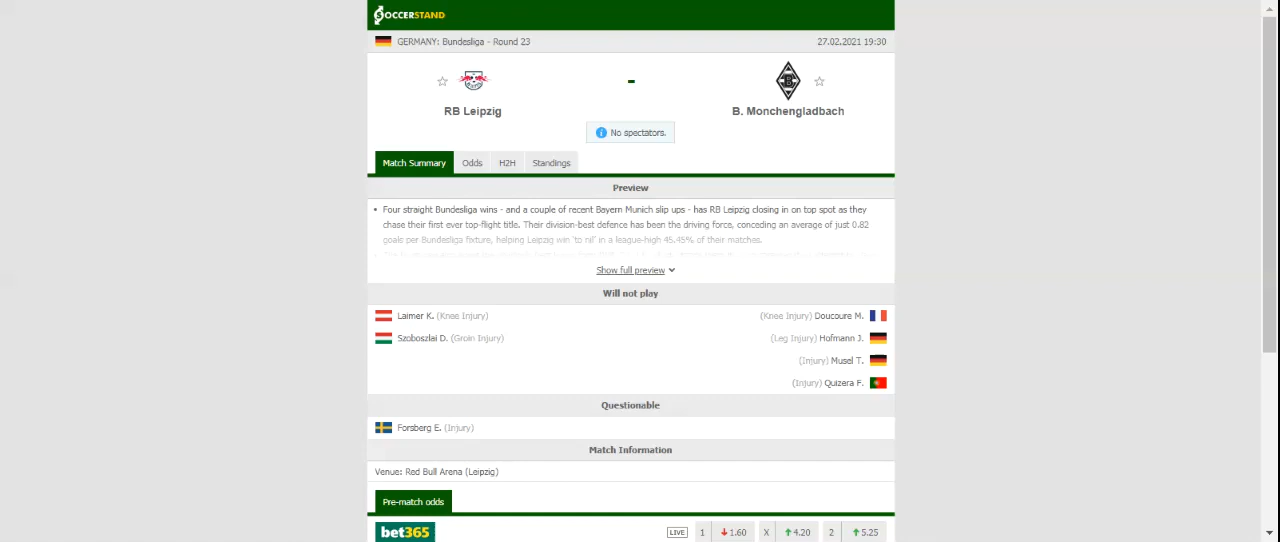 SOCCERSTAND
GERMANY: Bundesliga - Round 23
27.02.2021 19:30
-
RB Leipzig
B. Monchengladbach
No spectators.
Match Summary
Odds
H2H
Standings
Preview
• Four straight Bundesliga wins - and a couple of recent Bayern Munich slip ups - has RB Leipzig closing in on top spot as they
chase their first ever top-flight title. Their division-best defence has been the driving force, conceding an average of just 0.82
goals per Bundesliga fixture, helping Leipzig win 'to nil' in a league-high 45.45% of their matches.
Show full preview
Will not play
Laimer K. (Knee Injury)
(Knee Injury) Doucoure M.
Szoboszlai D. (Groin Injury)
(Leg Injury) Hofmann J.
(Injury) Musel T.
(Injury) Quizera F.
Questionable
Forsberg E. (Injury)
Match Information
Venue: Red Bull Arena (Leipzig)
Pre-match odds
bet365
LIVE
1
1.60
X
4.20
2
5.25